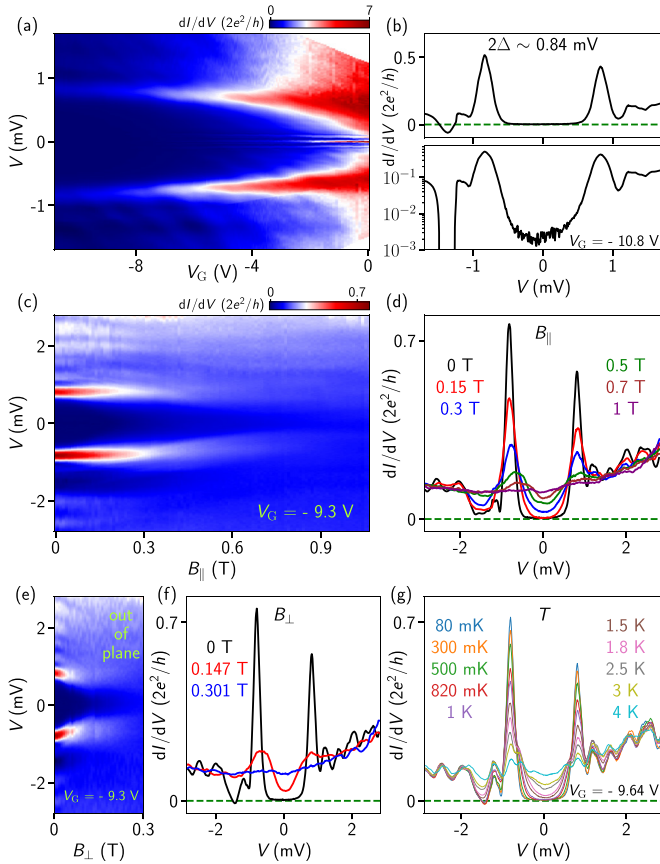 (a)
dI/dV (2e²/h)
0
7
1
0
-1
V (mV)
-8
-4
0
V_G (V)
(b)
2Δ ∼ 0.84 mV
0.5
0
10⁻¹
10⁻²
10⁻³
dI/dV (2e²/h)
V_G = - 10.8 V
-1
0
1
V (mV)
(c)
dI/dV (2e²/h)
0
0.7
2
0
-2
V (mV)
V_G = - 9.3 V
0
0.3
0.6
0.9
B_∥ (T)
(d)
B_∥
0.7
0
dI/dV (2e²/h)
0 T
0.5 T
0.15 T
0.7 T
0.3 T
1 T
-2
0
2
V (mV)
(e)
out
of
plane
2
0
-2
V (mV)
V_G = - 9.3 V
0
0.3
B_⊥ (T)
(f)
B_⊥
0.7
0
dI/dV (2e²/h)
0 T
0.147 T
0.301 T
-2
0
2
V (mV)
(g)
T
0.7
0
dI/dV (2e²/h)
80 mK
1.5 K
300 mK
1.8 K
500 mK
2.5 K
820 mK
3 K
1 K
4 K
V_G = - 9.64 V
-2
0
2
V (mV)